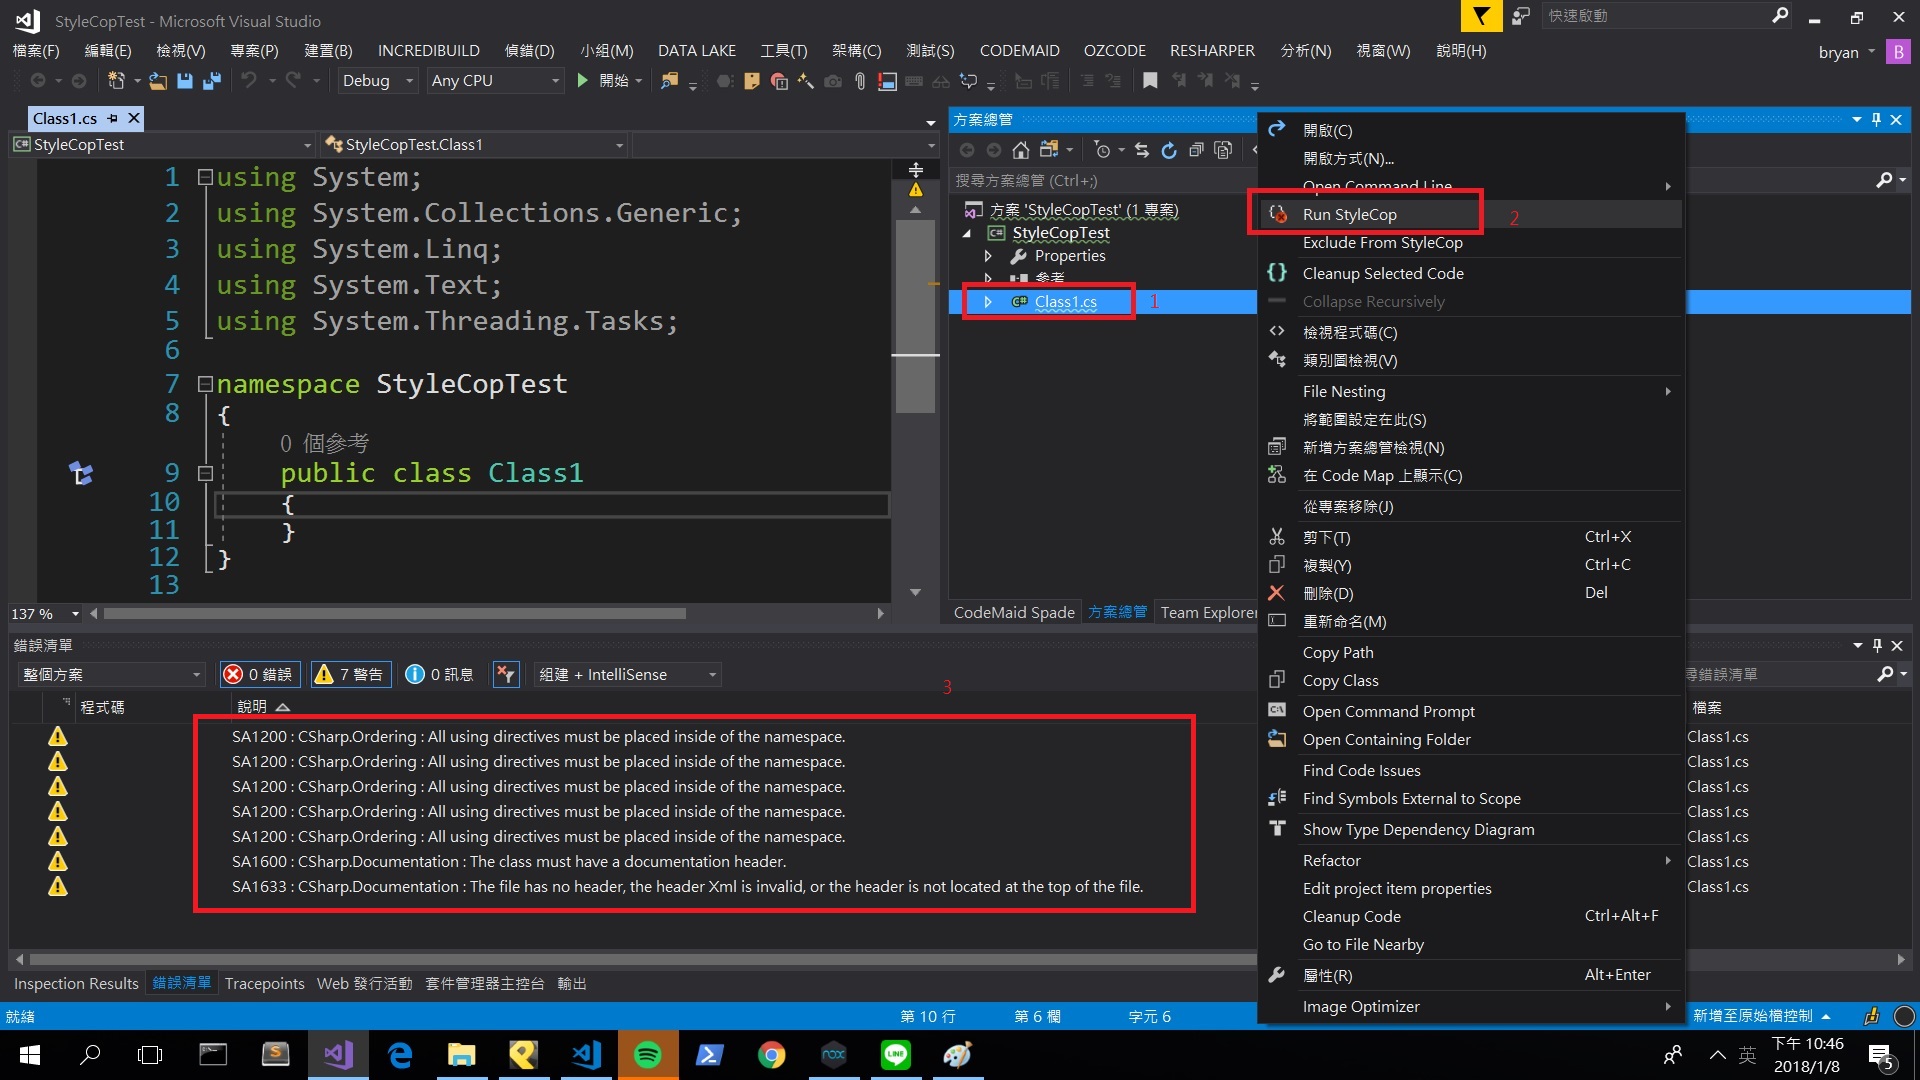 StyleCopTest - Microsoft Visual Studio
快速啟動
檔案(F) 編輯(E) 檢視(V) 專案(P) 建置(B) INCREDIBUILD 偵錯(D) 小組(M) DATA LAKE 工具(T) 架構(C) 測試(S) CODEMAID OZCODE RESHARPER 分析(N) 視窗(W) 說明(H)
bryan B
Debug Any CPU 開始
Class1.cs
StyleCopTest StyleCopTest.Class1
1 using System;
2 using System.Collections.Generic;
3 using System.Linq;
4 using System.Text;
5 using System.Threading.Tasks;
6
7 namespace StyleCopTest
8 {
0 個參考
9 public class Class1
10 {
11 }
12 }
13
137 %
方案總管
搜尋方案總管 (Ctrl+;)
方案 'StyleCopTest' (1 專案)
StyleCopTest
Properties
參考
Class1.cs 1
CodeMaid Spade 方案總管 Team Explorer
開啟(C)
開啟方式(N)...
Open Command Line
Run StyleCop 2
Exclude From StyleCop
Cleanup Selected Code
Collapse Recursively
檢視程式碼(C)
類別圖檢視(V)
File Nesting
將範圍設定在此(S)
新增方案總管檢視(N)
在 Code Map 上顯示(C)
從專案移除(J)
剪下(T) Ctrl+X
複製(Y) Ctrl+C
刪除(D) Del
重新命名(M)
Copy Path
Copy Class
Open Command Prompt
Open Containing Folder
Find Code Issues
Find Symbols External to Scope
Show Type Dependency Diagram
Refactor
Edit project item properties
Cleanup Code Ctrl+Alt+F
Go to File Nearby
屬性(R) Alt+Enter
Image Optimizer
錯誤清單
整個方案 0 錯誤 7 警告 0 訊息 組建 + IntelliSense 3
尋錯誤清單
程式碼 說明 檔案
SA1200 : CSharp.Ordering : All using directives must be placed inside of the namespace. Class1.cs
SA1200 : CSharp.Ordering : All using directives must be placed inside of the namespace. Class1.cs
SA1200 : CSharp.Ordering : All using directives must be placed inside of the namespace. Class1.cs
SA1200 : CSharp.Ordering : All using directives must be placed inside of the namespace. Class1.cs
SA1200 : CSharp.Ordering : All using directives must be placed inside of the namespace. Class1.cs
SA1600 : CSharp.Documentation : The class must have a documentation header. Class1.cs
SA1633 : CSharp.Documentation : The file has no header, the header Xml is invalid, or the header is not located at the top of the file. Class1.cs
Inspection Results 錯誤清單 Tracepoints Web 發行活動 套件管理器主控台 輸出
就緒 第 10 行 第 6 欄 字元 6 新增至原始檔控制
nox LINE 英
下午 10:46
2018/1/8
5